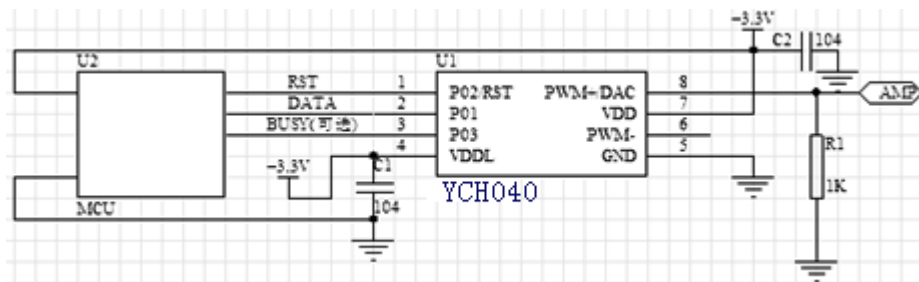 -3.3V
C2 104
U2
U1
RST 1
DATA 2
BUSY(可选) 3
4
P02/RST PWM+/DAC
P01 VDD
P03 PWM-
VDDL GND
8
7
6
5
AMP
-3.3V
C1
104
R1
1K
MCU
YCH040